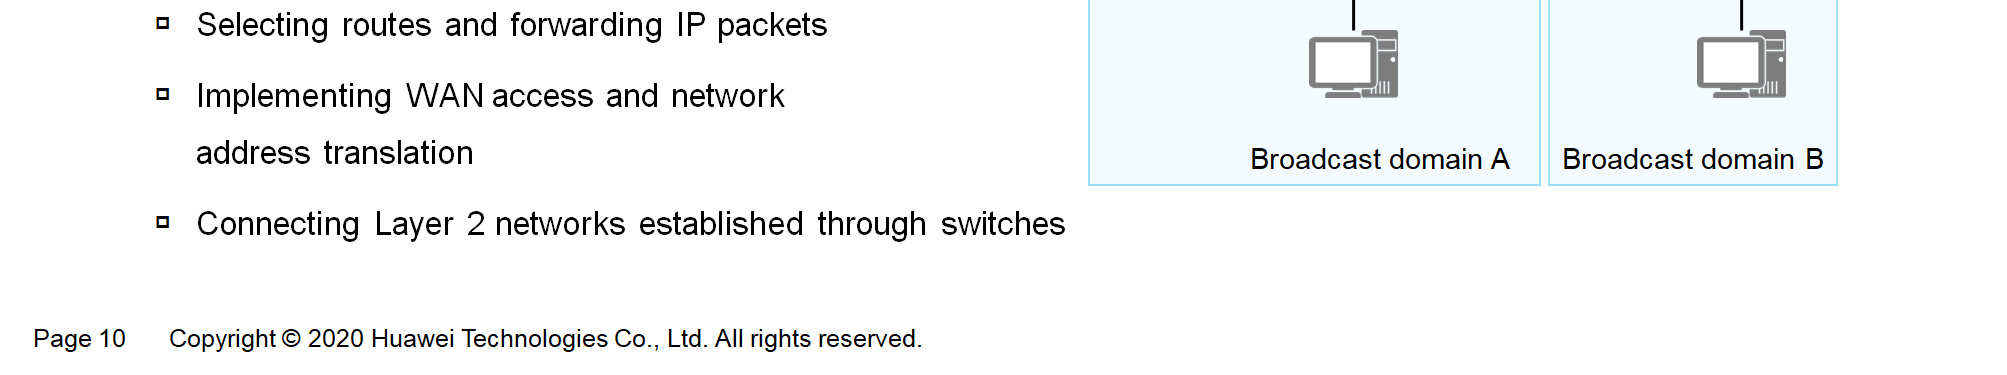 Selecting routes and forwarding IP packets
Implementing WAN access and network
address translation
Connecting Layer 2 networks established through switches
Broadcast domain A
Broadcast domain B
Page 10 Copyright © 2020 Huawei Technologies Co., Ltd. All rights reserved.